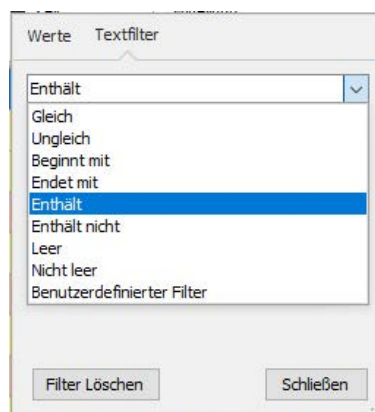 Werte Textfilter
Enthält
Gleich
Ungleich
Beginnt mit
Endet mit
Enthält
Enthält nicht
Leer
Nicht leer
Benutzerdefinierter Filter
Filter Löschen Schließen